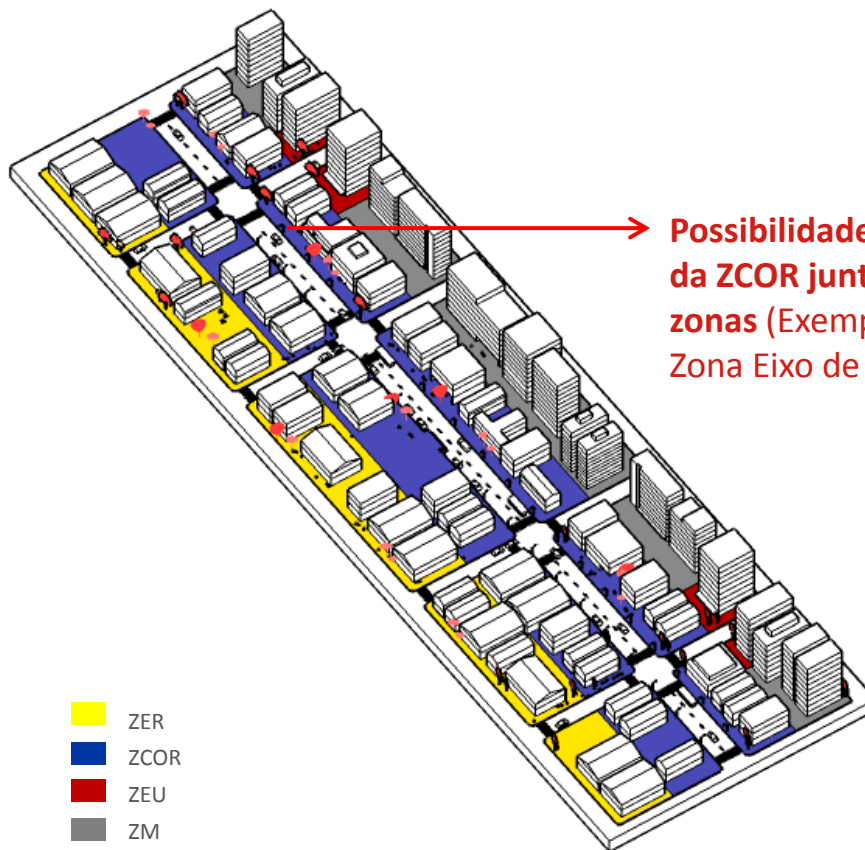 Possibilidade
da ZCOR junt
zonas (Exemp
Zona Eixo de
ZER
ZCOR
ZEU
ZM